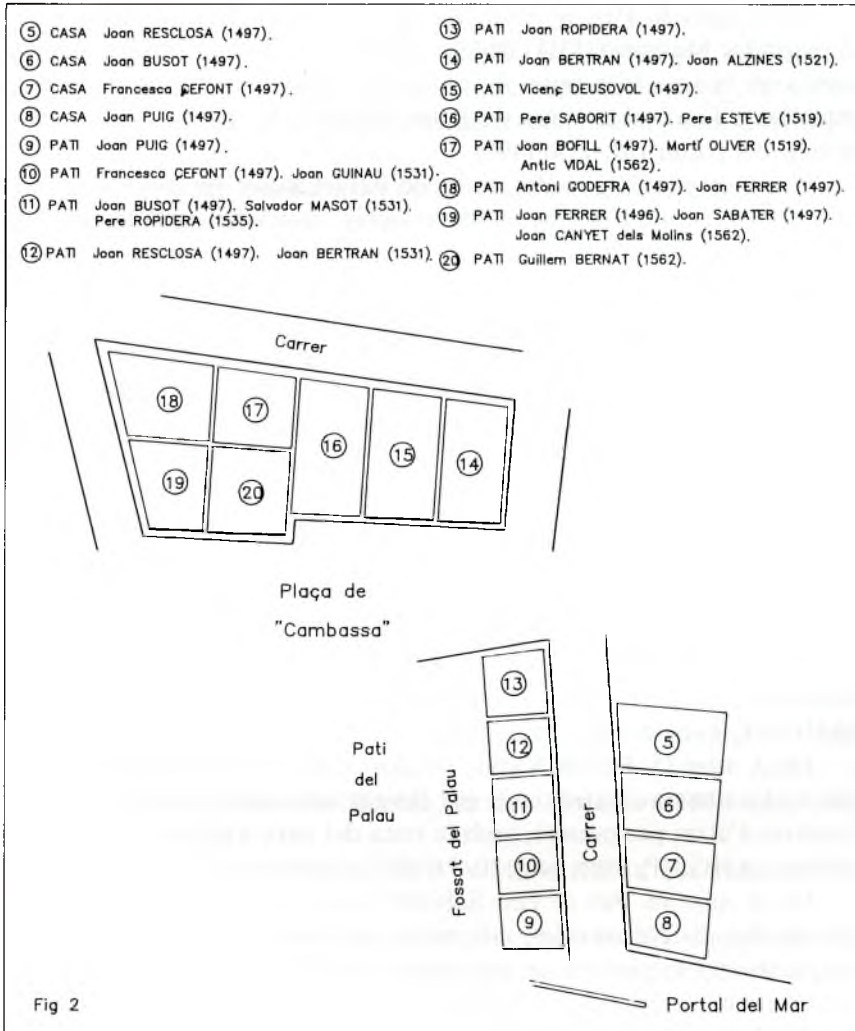 ⑤ CASA Joan RESCLOSA (1497).
⑥ CASA Joan BUSOT (1497).
⑦ CASA Francesca ÇEFONT (1497).
⑧ CASA Joan PUIG (1497).
⑨ PATI Joan PUIG (1497).
⑩ PATI Francesca ÇEFONT (1497). Joan GUINAU (1531).
⑪ PATI Joan BUSOT (1497). Salvador MASOT (1531).
Pere ROPIDERA (1535).
⑫ PATI Joan RESCLOSA (1497). Joan BERTRAN (1531).
⑬ PATI Joan ROPIDERA (1497).
⑭ PATI Joan BERTRAN (1497). Joan ALZINES (1521).
⑮ PATI Vicenç DEUSOVOL (1497).
⑯ PATI Pere SABORIT (1497). Pere ESTEVE (1519).
⑰ PATI Joan BOFILL (1497). Martí OLIVER (1519).
Antic VIDAL (1562).
⑱ PATI Antoni GODEFRA (1497). Joan FERRER (1497).
⑲ PATI Joan FERRER (1496). Joan SABATER (1497).
Joan CANYET dels Molins (1562).
⑳ PATI Guillem BERNAT (1562).
Carrer
⑱
⑰
⑯
⑮
⑭
⑲
⑳
Plaça de
"Cambassa"
Pati
del
Palau
Fossat del Palau
⑬
⑫
⑪
⑩
⑨
Carrer
⑤
⑥
⑦
⑧
Portal del Mar
Fig 2